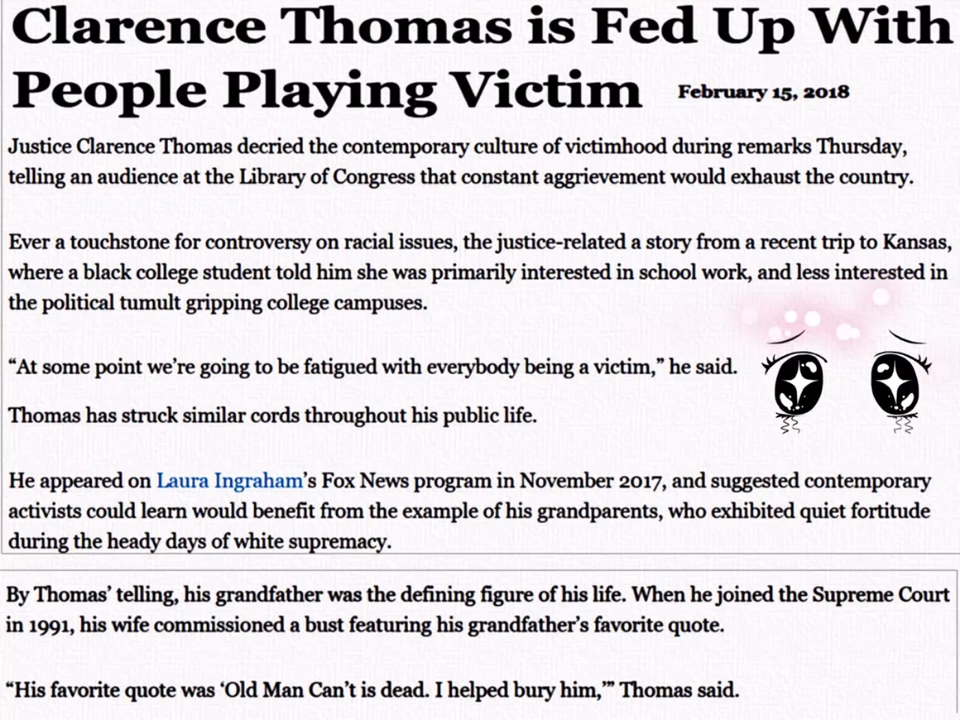 Clarence Thomas is Fed Up With
People Playing Victim
February 15, 2018
Justice Clarence Thomas decried the contemporary culture of victimhood during remarks Thursday,
telling an audience at the Library of Congress that constant aggrievement would exhaust the country.
Ever a touchstone for controversy on racial issues, the justice-related a story from a recent trip to Kansas,
where a black college student told him she was primarily interested in school work, and less interested in
the political tumult gripping college campuses.
“At some point we’re going to be fatigued with everybody being a victim,” he said.
Thomas has struck similar cords throughout his public life.
He appeared on Laura Ingraham’s Fox News program in November 2017, and suggested contemporary
activists could learn would benefit from the example of his grandparents, who exhibited quiet fortitude
during the heady days of white supremacy.
By Thomas’ telling, his grandfather was the defining figure of his life. When he joined the Supreme Court
in 1991, his wife commissioned a bust featuring his grandfather’s favorite quote.
“His favorite quote was ‘Old Man Can’t is dead. I helped bury him,’” Thomas said.